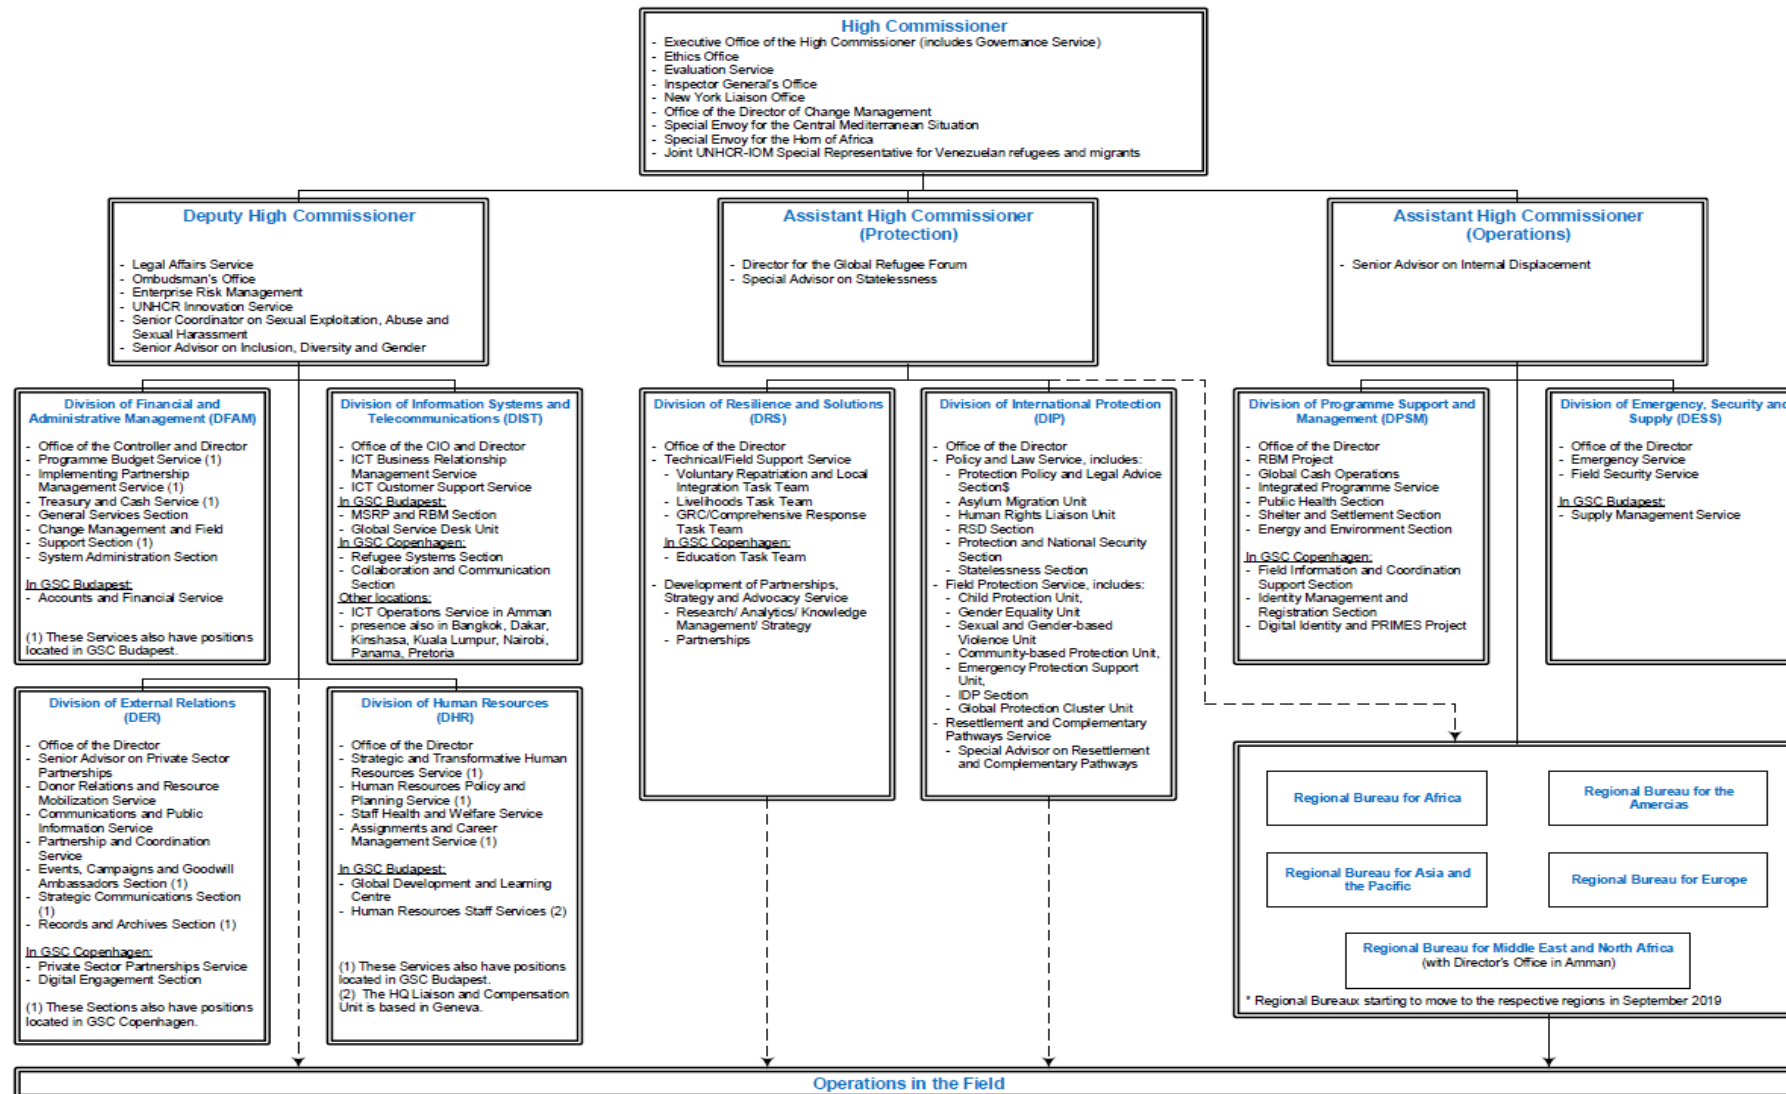 High Commissioner
- Executive Office of the High Commissioner (includes Governance Service)
- Ethics Office
- Evaluation Service
- Inspector General's Office
- New York Liaison Office
- Office of the Director of Change Management
- Special Envoy for the Central Mediterranean Situation
- Special Envoy for the Horn of Africa
- Joint UNHCR-IOM Special Representative for Venezuelan refugees and migrants
Deputy High Commissioner
- Legal Affairs Service
- Ombudsman's Office
- Enterprise Risk Management
- UNHCR Innovation Service
- Senior Coordinator on Sexual Exploitation, Abuse and
Sexual Harassment
- Senior Advisor on Inclusion, Diversity and Gender
Assistant High Commissioner
(Protection)
- Director for the Global Refugee Forum
- Special Advisor on Statelessness
Assistant High Commissioner
(Operations)
- Senior Advisor on Internal Displacement
Division of Financial and
Administrative Management (DFAM)
- Office of the Controller and Director
- Programme Budget Service (1)
- Implementing Partnership
Management Service (1)
- Treasury and Cash Service (1)
- General Services Section
- Change Management and Field
- Support Section (1)
- System Administration Section
In GSC Budapest:
- Accounts and Financial Service
(1) These Services also have positions
located in GSC Budapest.
Division of Information Systems and
Telecommunications (DIST)
- Office of the CIO and Director
- ICT Business Relationship
Management Service
- ICT Customer Support Service
In GSC Budapest:
- MSRP and RBM Section
- Global Service Desk Unit
In GSC Copenhagen:
- Refugee Systems Section
- Collaboration and Communication
Section
Other locations:
- ICT Operations Service in Amman
- presence also in Bangkok, Dakar,
Kinshasa, Kuala Lumpur, Nairobi,
Panama, Pretoria
Division of Resilience and Solutions
(DRS)
- Office of the Director
- Technical/Field Support Service
- Voluntary Repatriation and Local
Integration Task Team
- Livelihoods Task Team
- GRC/Comprehensive Response
Task Team
In GSC Copenhagen:
- Education Task Team
- Development of Partnerships,
Strategy and Advocacy Service
- Research/ Analytics/ Knowledge
Management/ Strategy
- Partnerships
Division of International Protection
(DIP)
- Office of the Director
- Policy and Law Service, includes:
- Protection Policy and Legal Advice
Section$
- Asylum Migration Unit
- Human Rights Liaison Unit
- RSD Section
- Protection and National Security
Section
- Statelessness Section
- Field Protection Service, includes:
- Child Protection Unit,
- Gender Equality Unit
- Sexual and Gender-based
Violence Unit
- Community-based Protection Unit,
- Emergency Protection Support
Unit,
- IDP Section
- Global Protection Cluster Unit
- Resettlement and Complementary
Pathways Service
- Special Advisor on Resettlement
and Complementary Pathways
Division of Programme Support and
Management (DPSM)
- Office of the Director
- RBM Project
- Global Cash Operations
- Integrated Programme Service
- Public Health Section
- Shelter and Settlement Section
- Energy and Environment Section
In GSC Copenhagen:
- Field Information and Coordination
Support Section
- Identity Management and
Registration Section
- Digital Identity and PRIMES Project
Division of Emergency, Security and
Supply (DESS)
- Office of the Director
- Emergency Service
- Field Security Service
In GSC Budapest:
- Supply Management Service
Division of External Relations
(DER)
- Office of the Director
- Senior Advisor on Private Sector
Partnerships
- Donor Relations and Resource
Mobilization Service
- Communications and Public
Information Service
- Partnership and Coordination
Service
- Events, Campaigns and Goodwill
Ambassadors Section (1)
- Strategic Communications Section
(1)
- Records and Archives Section (1)
In GSC Copenhagen:
- Private Sector Partnerships Service
- Digital Engagement Section
(1) These Sections also have positions
located in GSC Copenhagen.
Division of Human Resources
(DHR)
- Office of the Director
- Strategic and Transformative Human
Resources Service (1)
- Human Resources Policy and
Planning Service (1)
- Staff Health and Welfare Service
- Assignments and Career
Management Service (1)
In GSC Budapest:
- Global Development and Learning
Centre
- Human Resources Staff Services (2)
(1) These Services also have positions
located in GSC Budapest.
(2) The HQ Liaison and Compensation
Unit is based in Geneva.
Regional Bureau for Africa
Regional Bureau for the
Amercias
Regional Bureau for Asia and
the Pacific
Regional Bureau for Europe
Regional Bureau for Middle East and North Africa
(with Director's Office in Amman)
* Regional Bureaux starting to move to the respective regions in September 2019
Operations in the Field